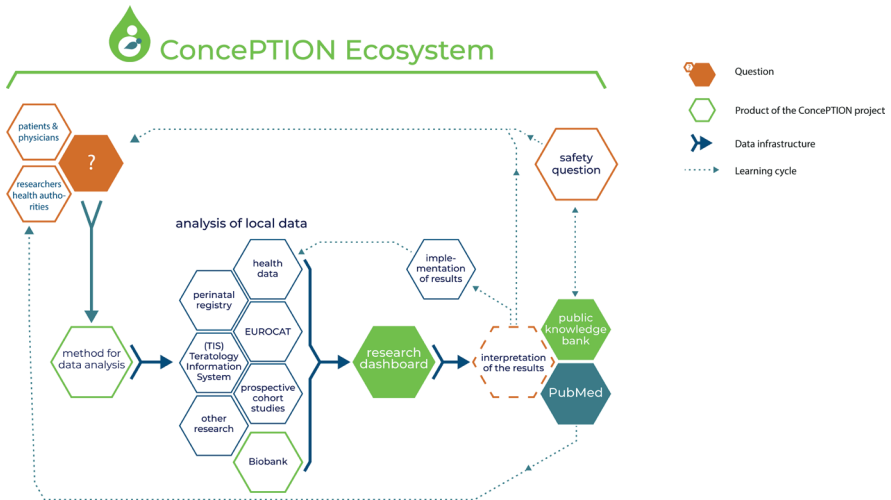 ConcePTION Ecosystem
patients &
physicians
?
researchers
health autho-
rities
analysis of local data
health
data
perinatal
registry
EUROCAT
(TIS)
Teratology
Information
System
prospective
cohort
studies
other
research
Biobank
method for
data analysis
research
dashboard
imple-
mentation
of results
interpretation
of the results
safety
question
public
knowledge
bank
PubMed
?
Question
Product of the ConcePTION project
Data infrastructure
Learning cycle